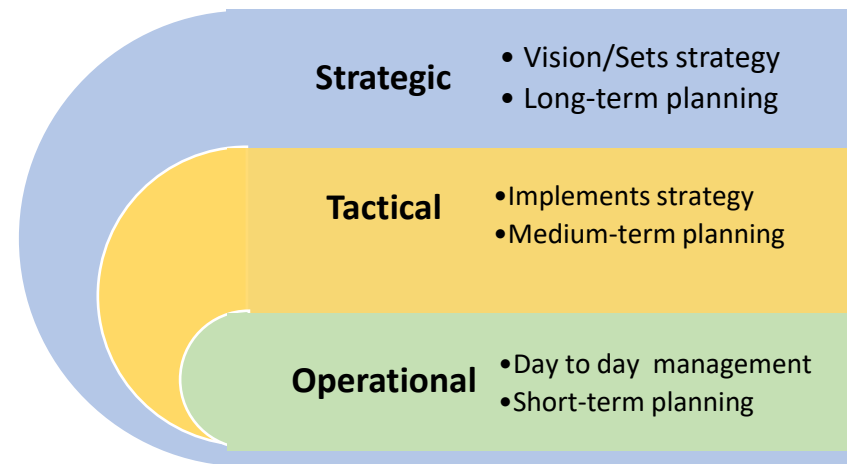 Strategic
• Vision/Sets strategy
• Long-term planning
Tactical
•Implements strategy
•Medium-term planning
Operational
•Day to day  management
•Short-term planning